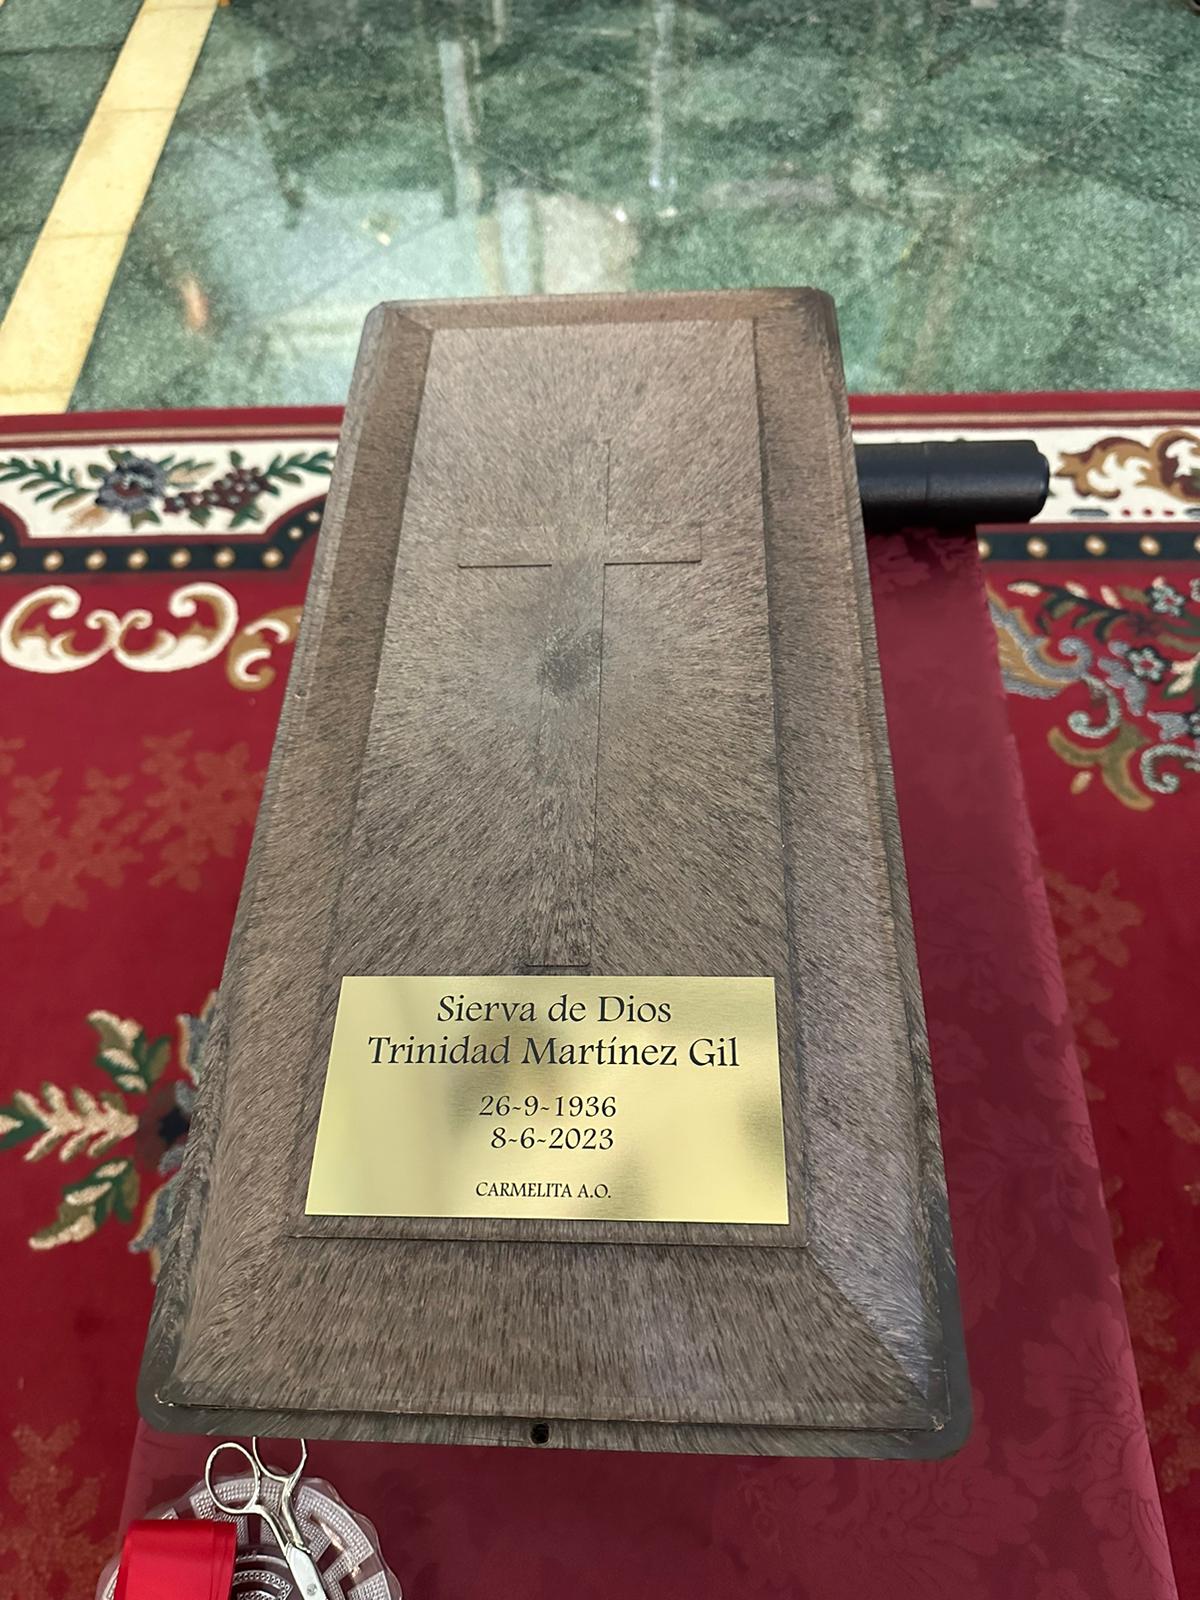 Sierva de Dios
Trinidad Martínez Gil
26-9-1936
8-6-2023
CARMELITA A.O.